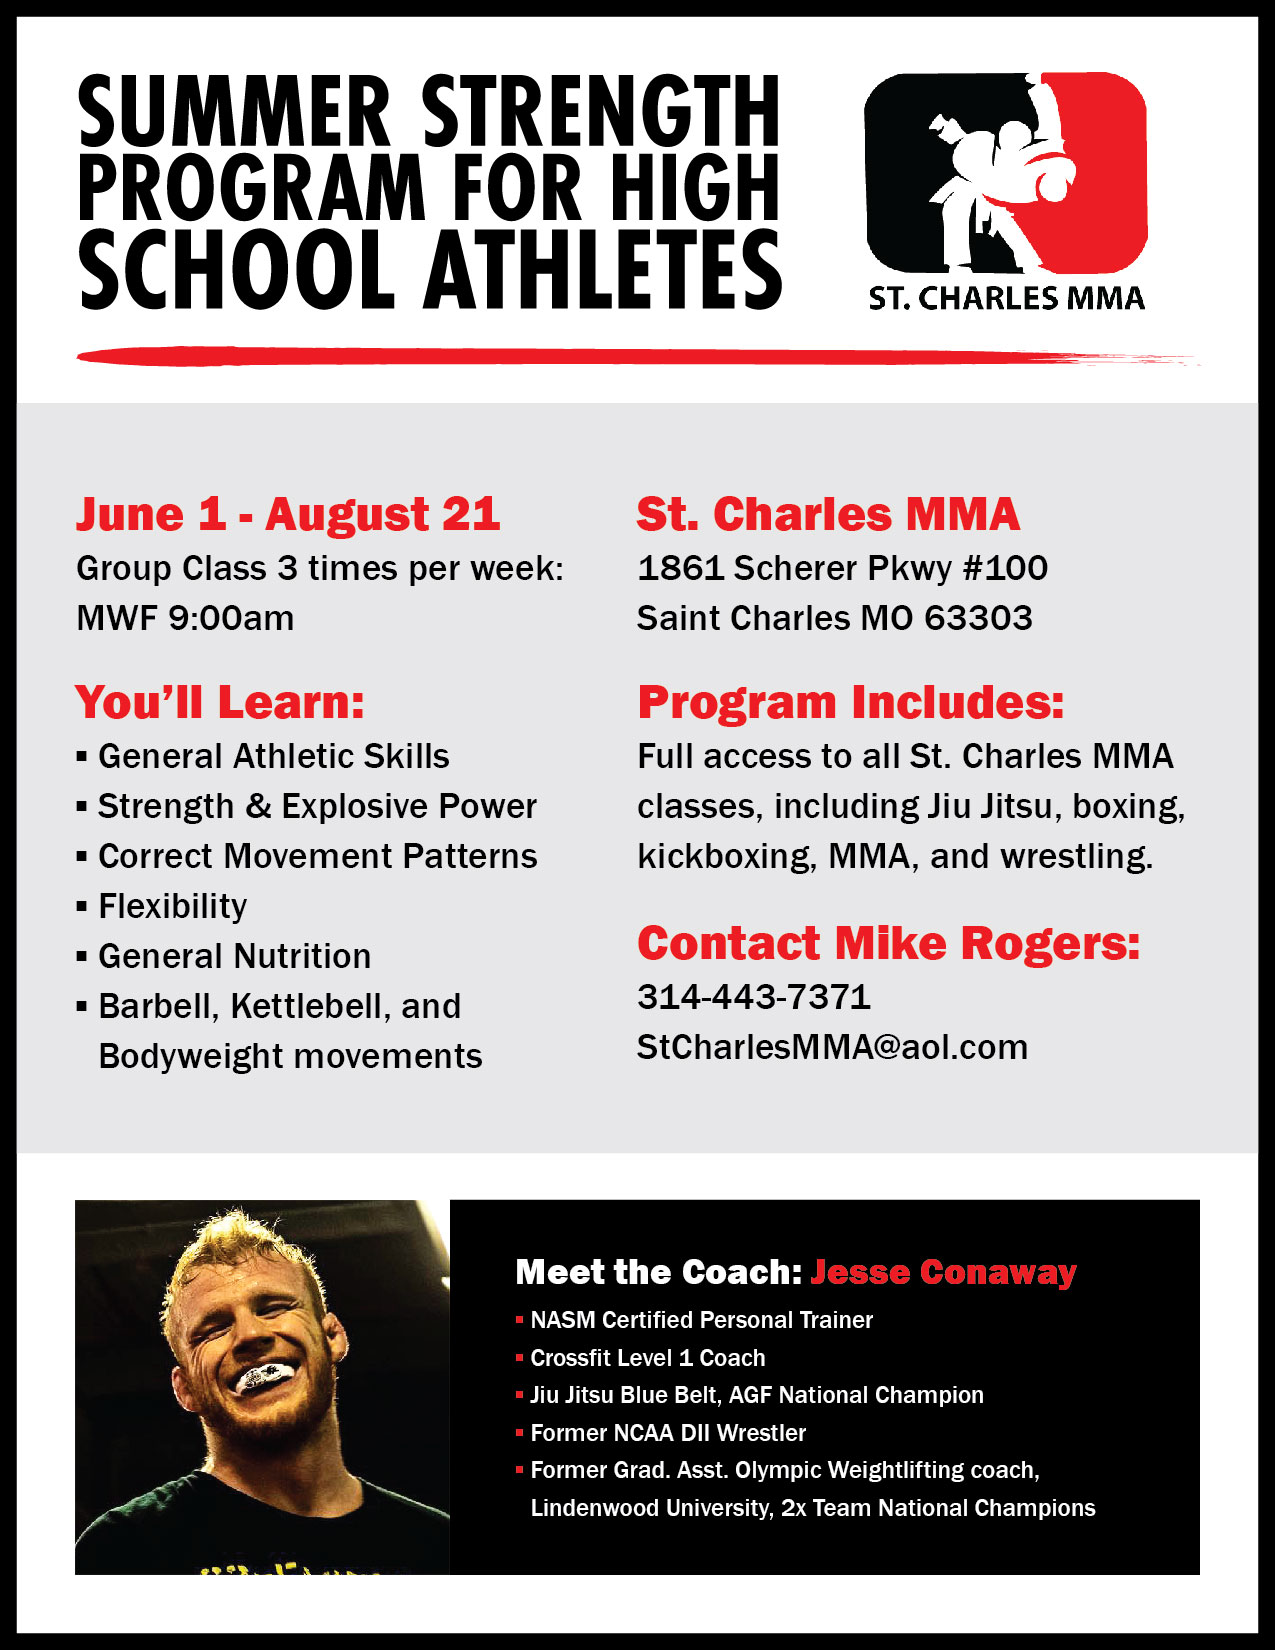 SUMMER STRENGTH
PROGRAM FOR HIGH
SCHOOL ATHLETES
ST. CHARLES MMA
June 1 - August 21
Group Class 3 times per week:
MWF 9:00am
You’ll Learn:
▪ General Athletic Skills
▪ Strength & Explosive Power
▪ Correct Movement Patterns
▪ Flexibility
▪ General Nutrition
▪ Barbell, Kettlebell, and
Bodyweight movements
St. Charles MMA
1861 Scherer Pkwy #100
Saint Charles MO 63303
Program Includes:
Full access to all St. Charles MMA
classes, including Jiu Jitsu, boxing,
kickboxing, MMA, and wrestling.
Contact Mike Rogers:
314-443-7371
StCharlesMMA@aol.com
Meet the Coach: Jesse Conaway
▪ NASM Certified Personal Trainer
▪ Crossfit Level 1 Coach
▪ Jiu Jitsu Blue Belt, AGF National Champion
▪ Former NCAA DII Wrestler
▪ Former Grad. Asst. Olympic Weightlifting coach,
Lindenwood University, 2x Team National Champions